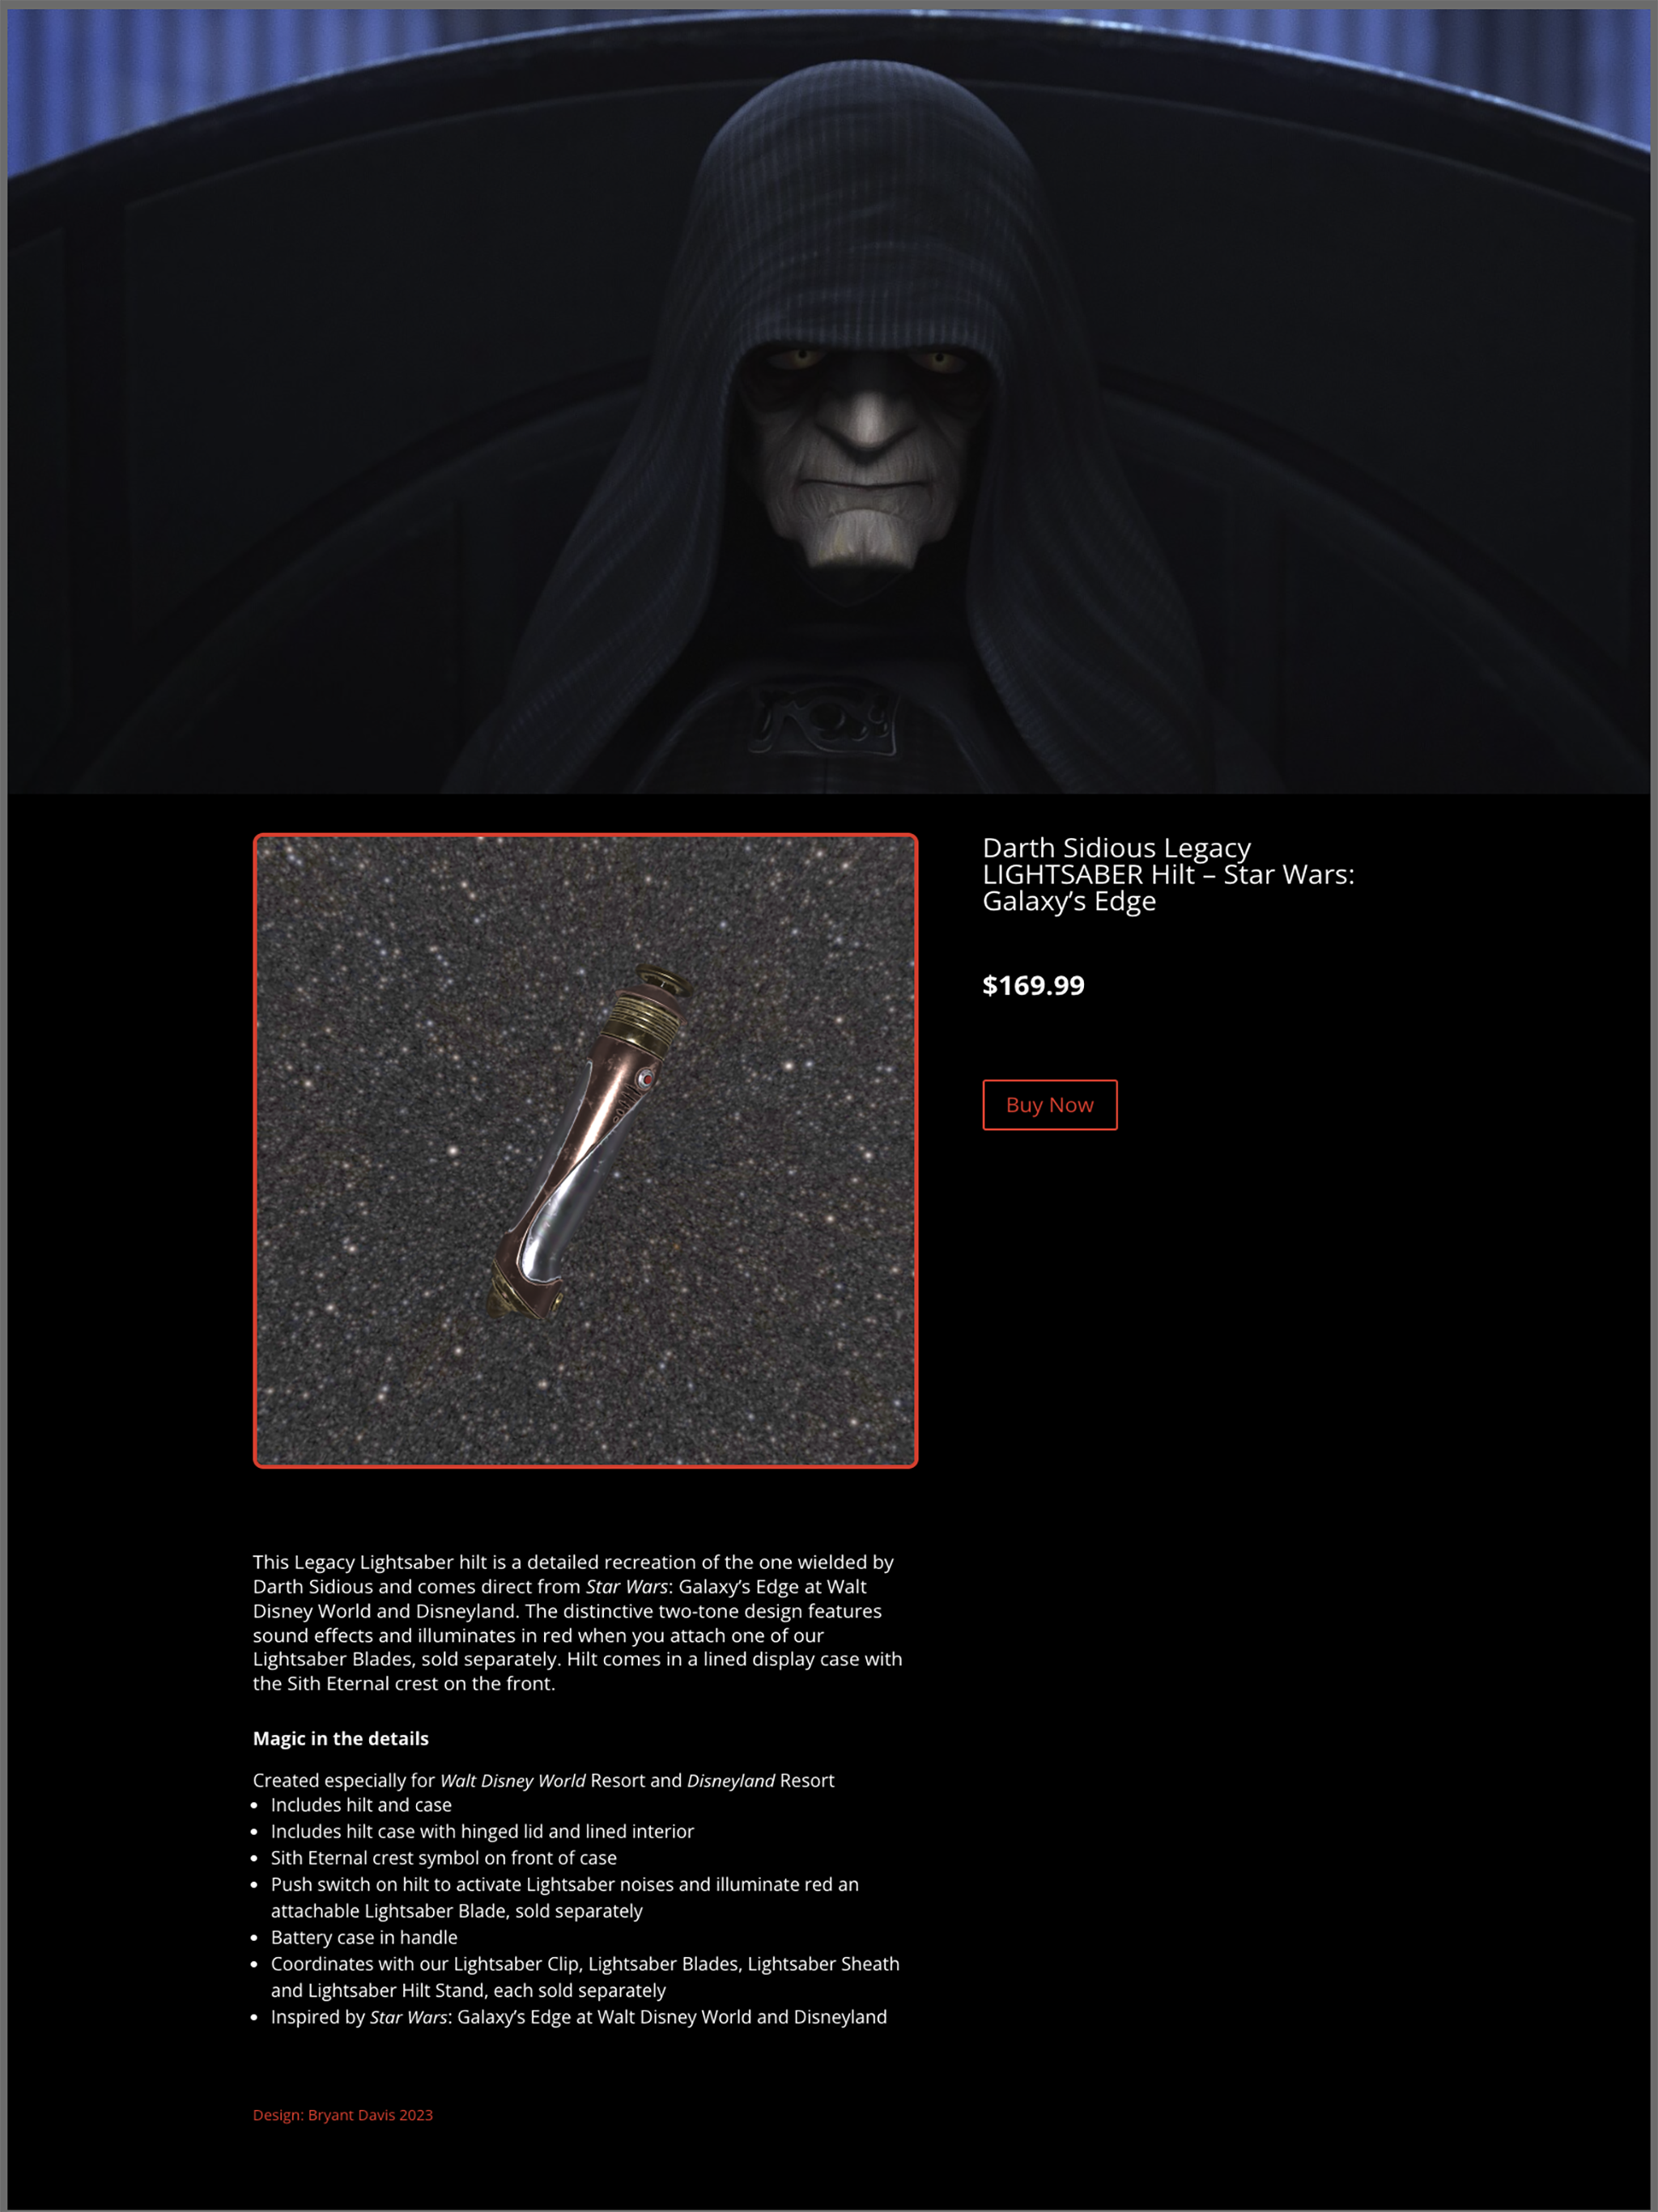 Darth Sidious Legacy
LIGHTSABER Hilt – Star Wars:
Galaxy’s Edge
$169.99
Buy Now
This Legacy Lightsaber hilt is a detailed recreation of the one wielded by
Darth Sidious and comes direct from Star Wars: Galaxy’s Edge at Walt
Disney World and Disneyland. The distinctive two-tone design features
sound effects and illuminates in red when you attach one of our
Lightsaber Blades, sold separately. Hilt comes in a lined display case with
the Sith Eternal crest on the front.
Magic in the details
Created especially for Walt Disney World Resort and Disneyland Resort
• Includes hilt and case
• Includes hilt case with hinged lid and lined interior
• Sith Eternal crest symbol on front of case
• Push switch on hilt to activate Lightsaber noises and illuminate red an
attachable Lightsaber Blade, sold separately
• Battery case in handle
• Coordinates with our Lightsaber Clip, Lightsaber Blades, Lightsaber Sheath
and Lightsaber Hilt Stand, each sold separately
• Inspired by Star Wars: Galaxy’s Edge at Walt Disney World and Disneyland
Design: Bryant Davis 2023